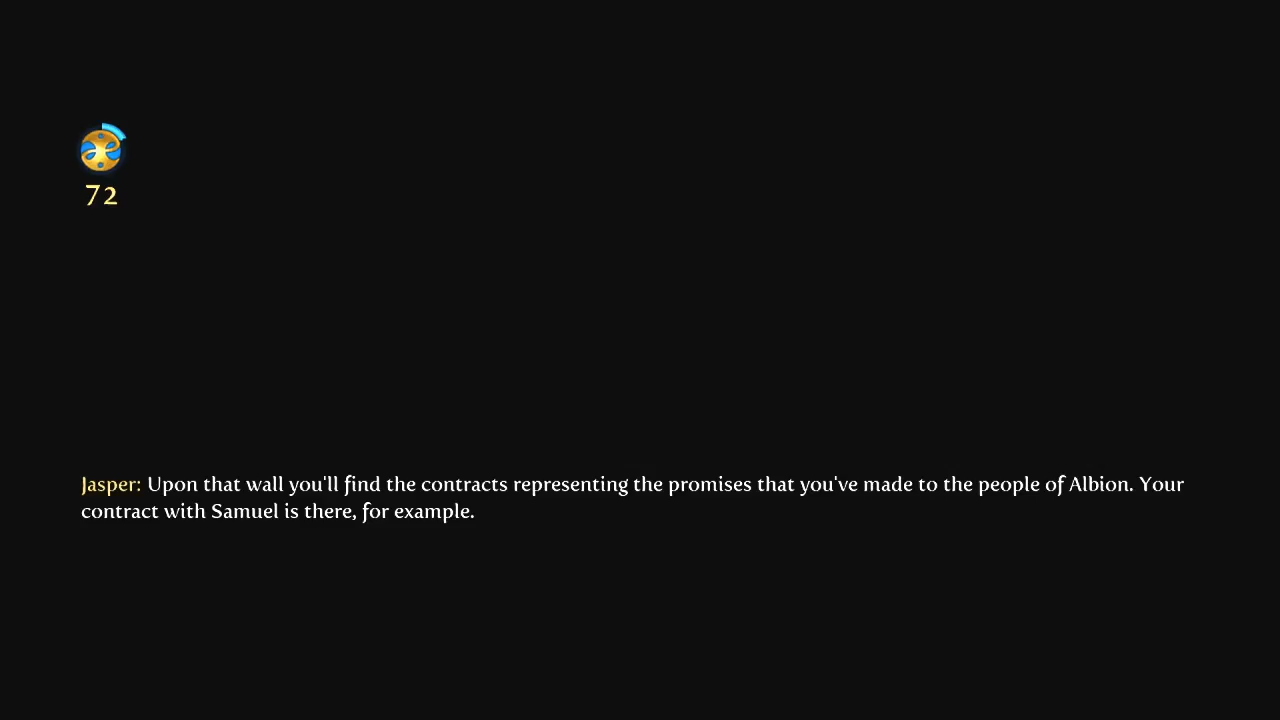 72
Jasper: Upon that wall you'll find the contracts representing the promises that you've made to the people of Albion. Your
contract with Samuel is there, for example.